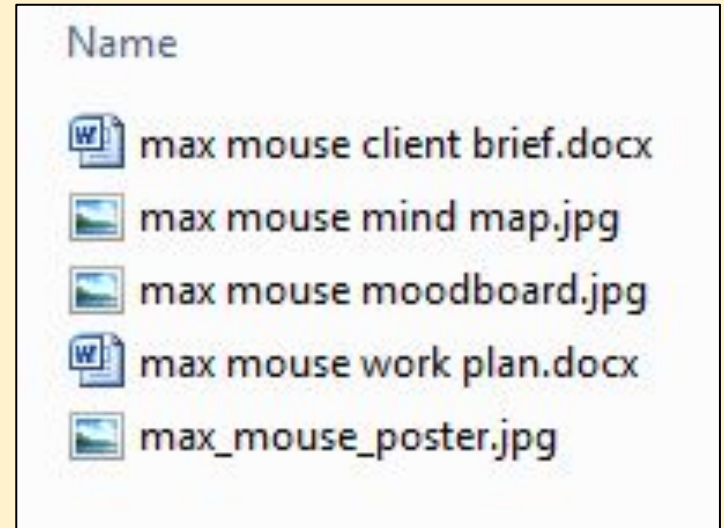 Name
max mouse client brief.docx
max mouse mind map.jpg
max mouse moodboard.jpg
max mouse work plan.docx
max_mouse_poster.jpg